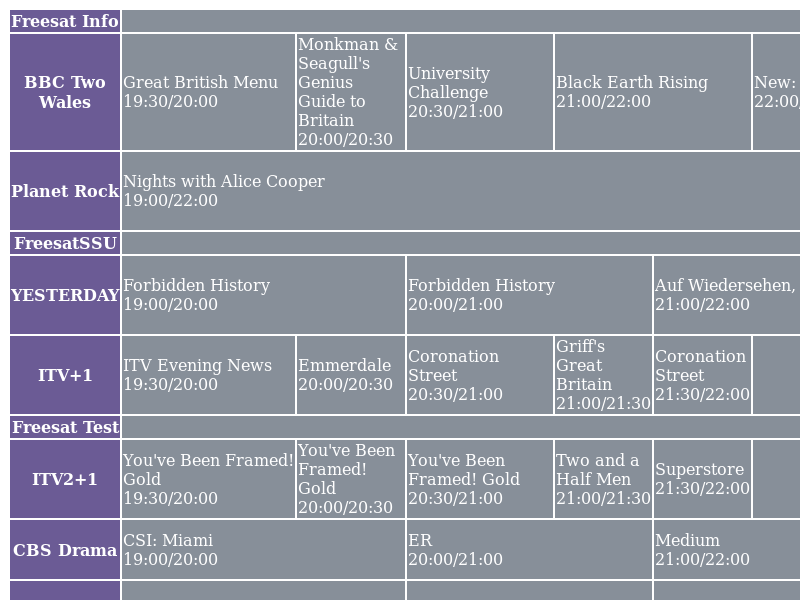 Freesat Info
BBC Two
Wales
Great British Menu
19:30/20:00
Monkman &
Seagull's
Genius
Guide to
Britain
20:00/20:30
University
Challenge
20:30/21:00
Black Earth Rising
21:00/22:00
New:
22:00/
Planet Rock
Nights with Alice Cooper
19:00/22:00
FreesatSSU
YESTERDAY
Forbidden History
19:00/20:00
Forbidden History
20:00/21:00
Auf Wiedersehen,
21:00/22:00
ITV+1
ITV Evening News
19:30/20:00
Emmerdale
20:00/20:30
Coronation
Street
20:30/21:00
Griff's
Great
Britain
21:00/21:30
Coronation
Street
21:30/22:00
Freesat Test
ITV2+1
You've Been Framed!
Gold
19:30/20:00
You've Been
Framed!
Gold
20:00/20:30
You've Been
Framed! Gold
20:30/21:00
Two and a
Half Men
21:00/21:30
Superstore
21:30/22:00
CBS Drama
CSI: Miami
19:00/20:00
ER
20:00/21:00
Medium
21:00/22:00